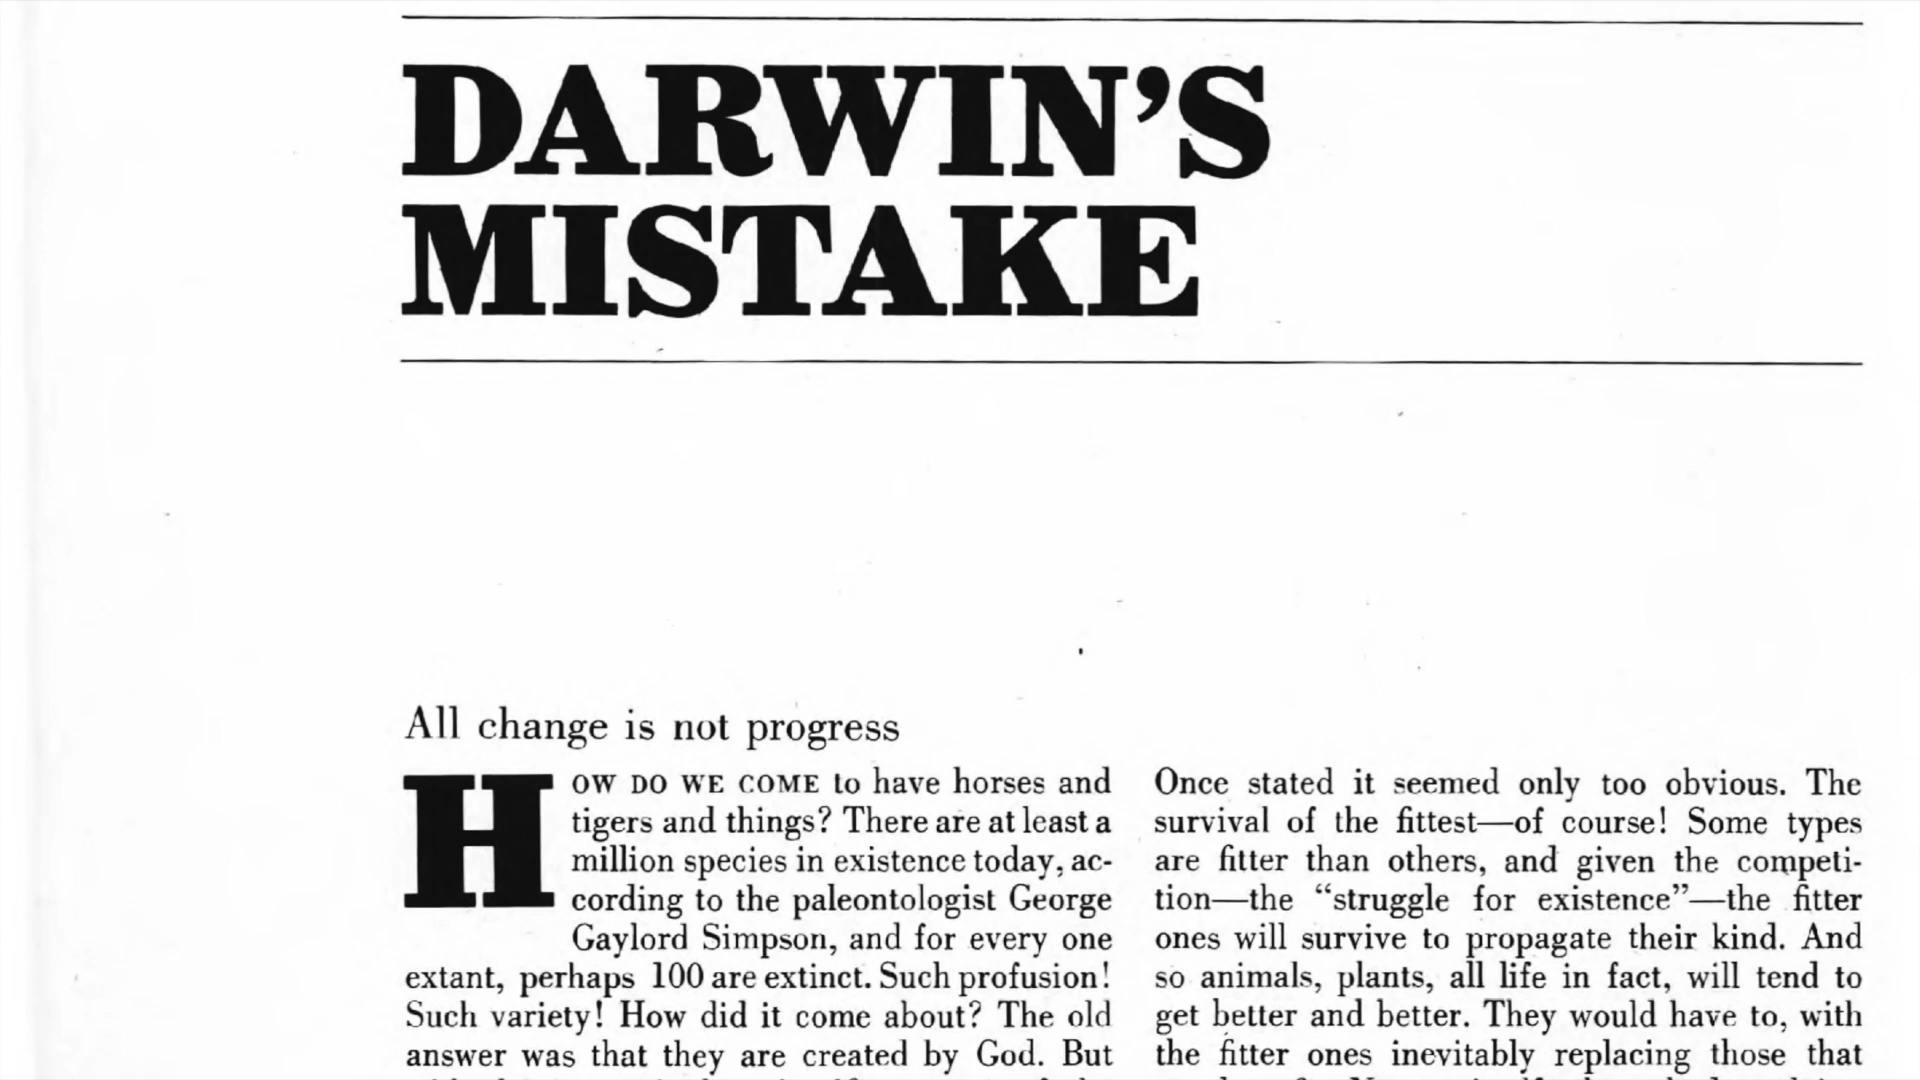 DARWIN'S
MISTAKE
All change is not progress
HOW DO WE COME to have horses and
tigers and things? There are at least a
million species in existence today, ac-
cording to the paleontologist George
Gaylord Simpson, and for every one
extant, perhaps 100 are extinct. Such profusion!
Such variety! How did it come about? The old
answer was that they are created by God. But
Once stated it seemed only too obvious. The
survival of the fittest—of course! Some types
are fitter than others, and given the competi-
tion—the “struggle for existence”—the fitter
ones will survive to propagate their kind. And
so animals, plants, all life in fact, will tend to
get better and better. They would have to, with
the fitter ones inevitably replacing those that